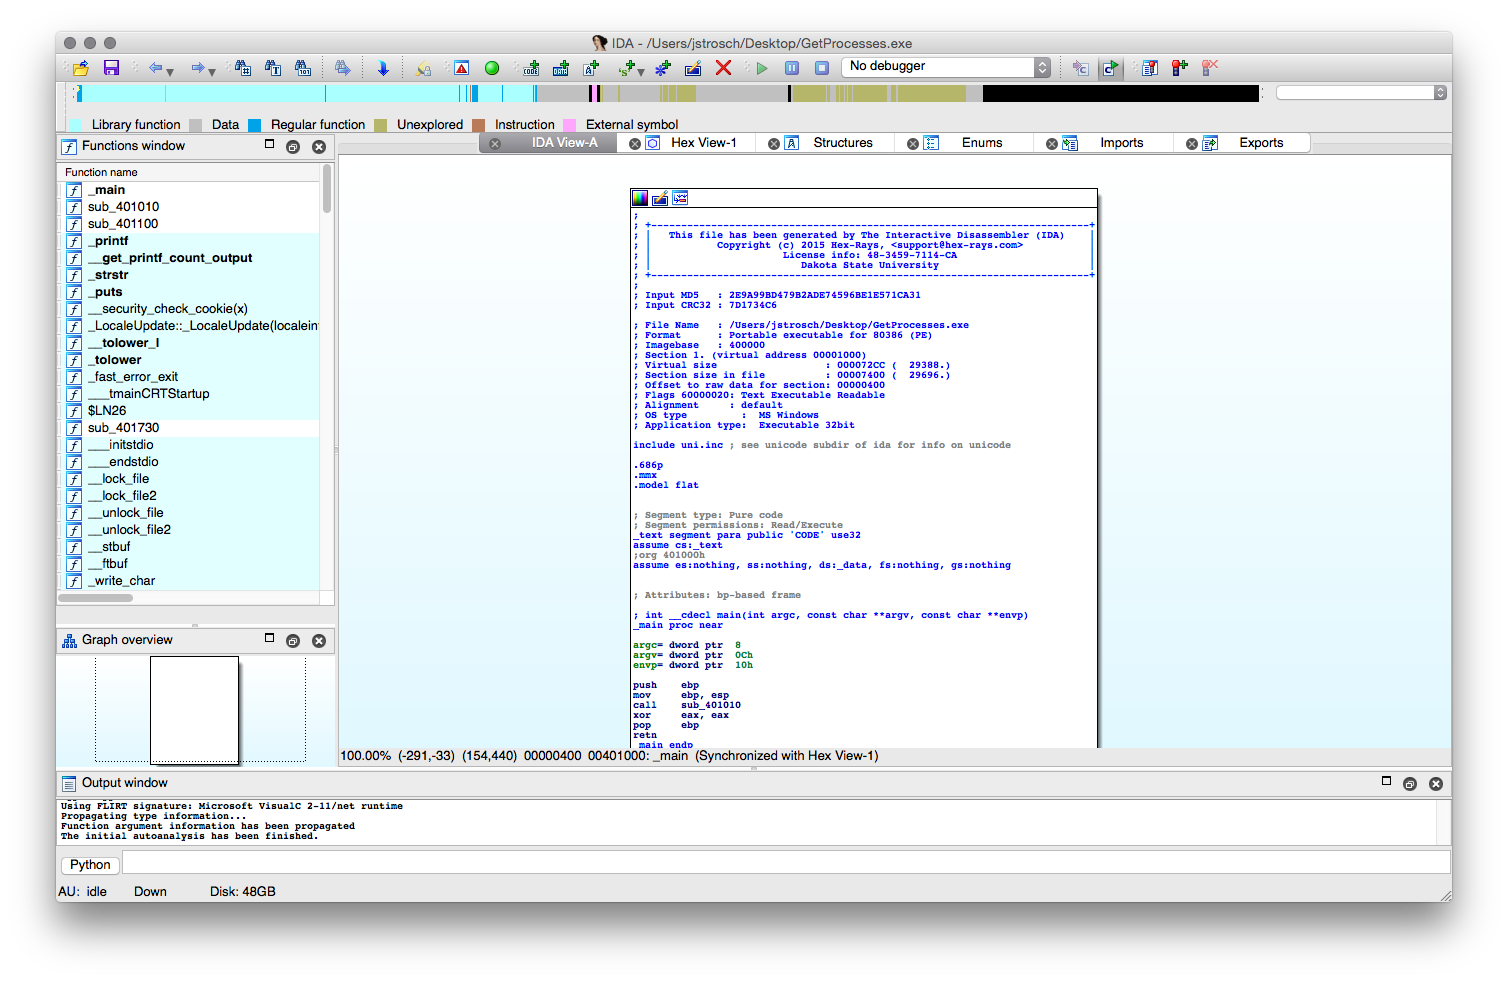 IDA - /Users/jstrosch/Desktop/GetProcesses.exe
No debugger
Library function Data Regular function Unexplored Instruction External symbol
Functions window
IDA View-A Hex View-1 Structures Enums Imports Exports
Function name
_main
sub_401010
sub_401100
_printf
__get_printf_count_output
_strstr
_puts
__security_check_cookie(x)
_LocaleUpdate::_LocaleUpdate(localein
__tolower_l
_tolower
_fast_error_exit
___tmainCRTStartup
$LN26
sub_401730
___initstdio
___endstdio
__lock_file
__lock_file2
__unlock_file
__unlock_file2
__stbuf
__ftbuf
_write_char
Graph overview
;
; +-------------------------------------------------------------------------+
; | This file has been generated by The Interactive Disassembler (IDA) |
; | Copyright (c) 2015 Hex-Rays, <support@hex-rays.com> |
; | License info: 48-3459-7114-CA |
; | Dakota State University |
; +-------------------------------------------------------------------------+
;
; Input MD5   : 2E9A99BD479B2ADE74596BE1E571CA31
; Input CRC32 : 7D1734C6
; File Name   : /Users/jstrosch/Desktop/GetProcesses.exe
; Format      : Portable executable for 80386 (PE)
; Imagebase   : 400000
; Section 1. (virtual address 00001000)
; Virtual size                  : 000072CC (  29388.)
; Section size in file          : 00007400 (  29696.)
; Offset to raw data for section: 00000400
; Flags 60000020: Text Executable Readable
; Alignment     : default
; OS type         :  MS Windows
; Application type:  Executable 32bit
include uni.inc ; see unicode subdir of ida for info on unicode
.686p
.mmx
.model flat
; Segment type: Pure code
; Segment permissions: Read/Execute
_text segment para public 'CODE' use32
assume cs:_text
;org 401000h
assume es:nothing, ss:nothing, ds:_data, fs:nothing, gs:nothing
; Attributes: bp-based frame
; int __cdecl main(int argc, const char **argv, const char **envp)
_main proc near
argc= dword ptr  8
argv= dword ptr  0Ch
envp= dword ptr  10h
push    ebp
mov     ebp, esp
call    sub_401010
xor     eax, eax
pop     ebp
retn
_main endp
100.00% (-291,-33) (154,440) 00000400 00401000: _main (Synchronized with Hex View-1)
Output window
Using FLIRT signature: Microsoft VisualC 2-11/net runtime
Propagating type information...
Function argument information has been propagated
The initial autoanalysis has been finished.
Python
AU: idle Down Disk: 48GB